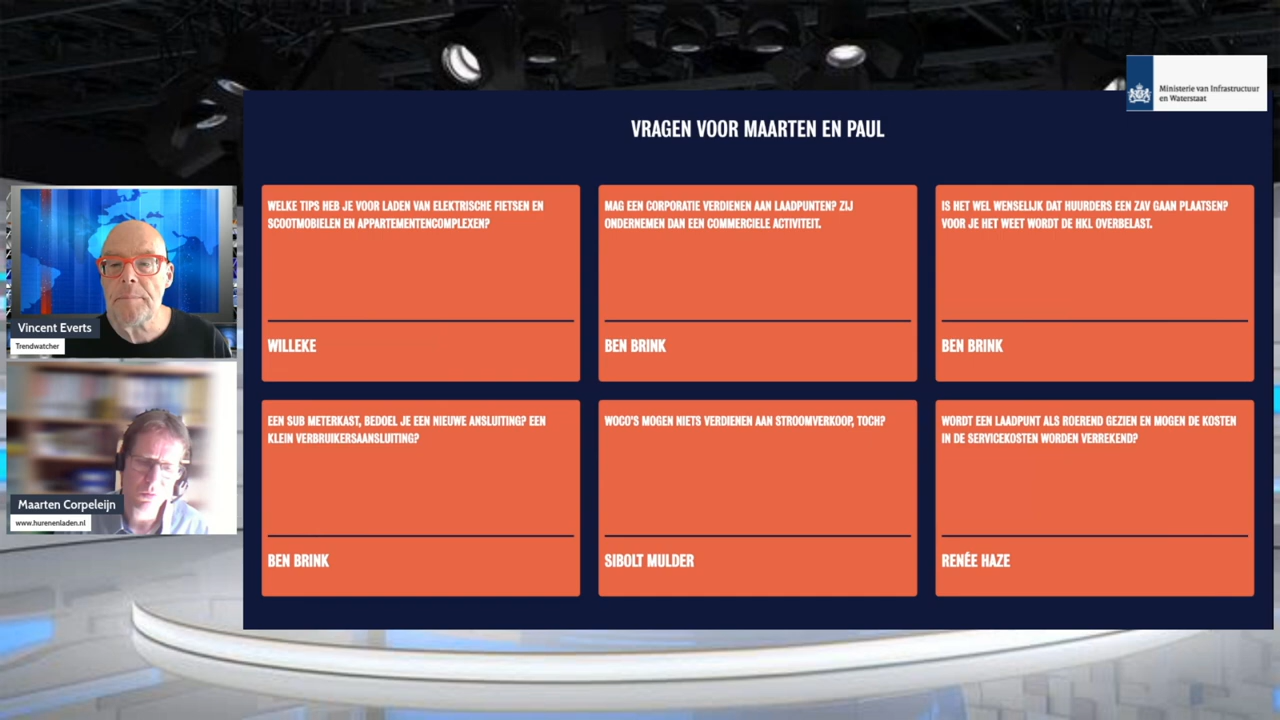 Ministerie van Infrastructuur
en Waterstaat
VRAGEN VOOR MAARTEN EN PAUL
WELKE TIPS HEB JE VOOR LADEN VAN ELEKTRISCHE FIETSEN EN
SCOOTMOBIELEN EN APPARTEMENTENCOMPLEXEN?
WILLEKE
MAG EEN CORPORATIE VERDIENEN AAN LAADPUNTEN? ZIJ
ONDERNEMEN DAN EEN COMMERCIELE ACTIVITEIT.
BEN BRINK
IS HET WEL WENSELIJK DAT HUURDERS EEN ZAV GAAN PLAATSEN?
VOOR JE HET WEET WORDT DE HKL OVERBELAST.
BEN BRINK
EEN SUB METERKAST, BEDOEL JE EEN NIEUWE ANSLUITING? EEN
KLEIN VERBRUIKERSAANSLUITING?
BEN BRINK
WOCO'S MOGEN NIETS VERDIENEN AAN STROOMVERKOOP, TOCH?
SIBOLT MULDER
WORDT EEN LAADPUNT ALS ROEREND GEZIEN EN MOGEN DE KOSTEN
IN DE SERVICEKOSTEN WORDEN VERREKEND?
RENÉE HAZE
Vincent Everts
Trendwatcher
Maarten Corpeleijn
www.hurenenladen.nl